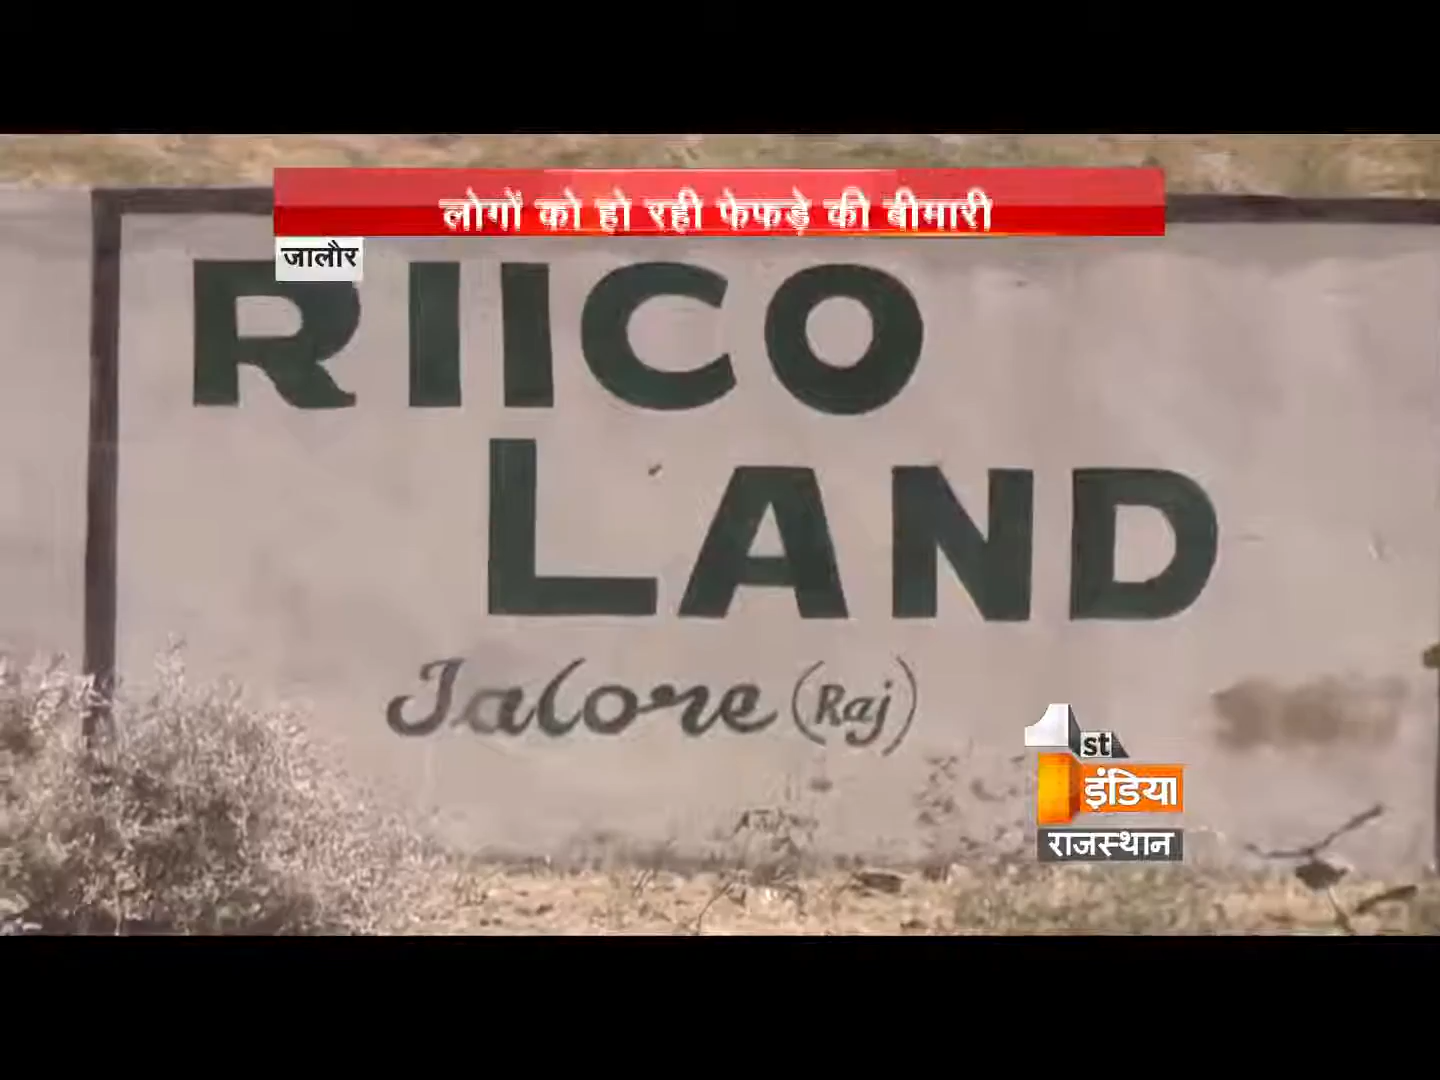 लोगों को हो रही फेफड़े की बीमारी
जालौर
RIICO
LAND
Jalore (Raj)
1st
इंडिया
राजस्थान